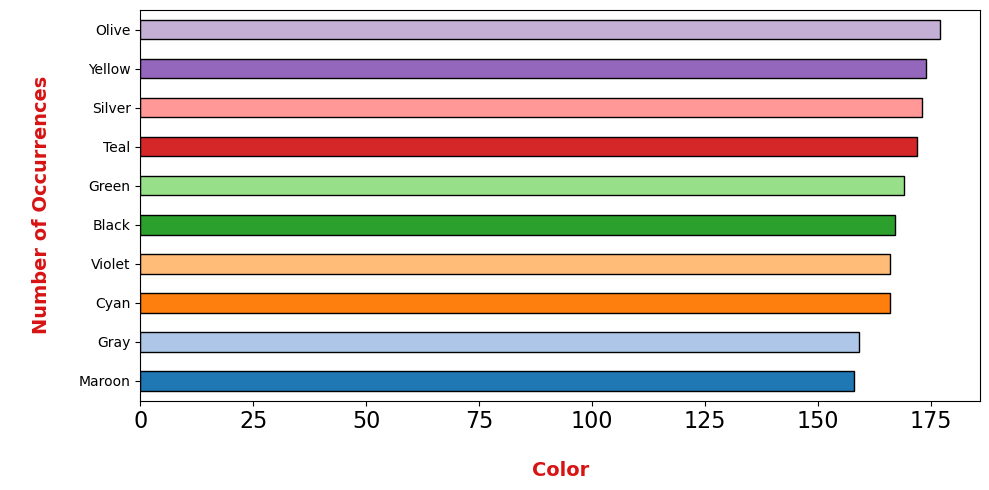 Number of Occurrences
Olive
Yellow
Silver
Teal
Green
Black
Violet
Cyan
Gray
Maroon
0 25 50 75 100 125 150 175
Color